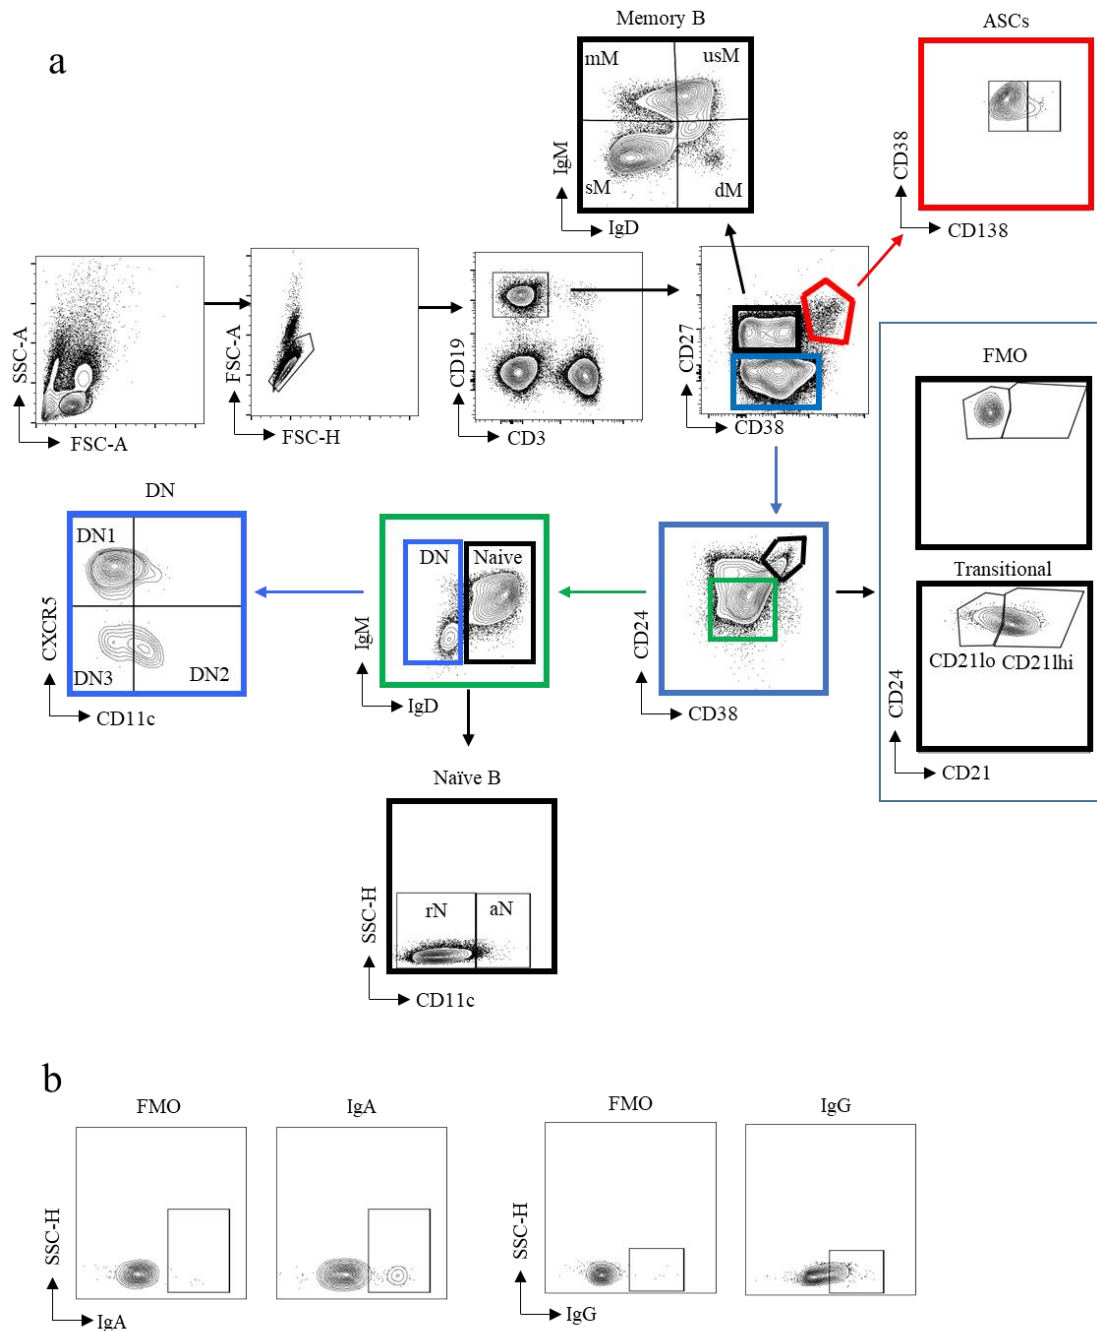 a
Memory B
ASCs
mM
usM
sM
dM
IgM
IgD
CD38
CD138
SSC-A
FSC-A
FSC-A
FSC-H
CD19
CD3
CD27
CD38
FMO
Transitional
CD21lo
CD21lhi
CD24
CD21
DN
DN1
DN3
DN2
CXCR5
CD11c
DN
Naive
IgM
IgD
CD24
CD38
Naïve B
rN
aN
SSC-H
CD11c
b
FMO
IgA
FMO
IgG
SSC-H
IgA
SSC-H
IgG